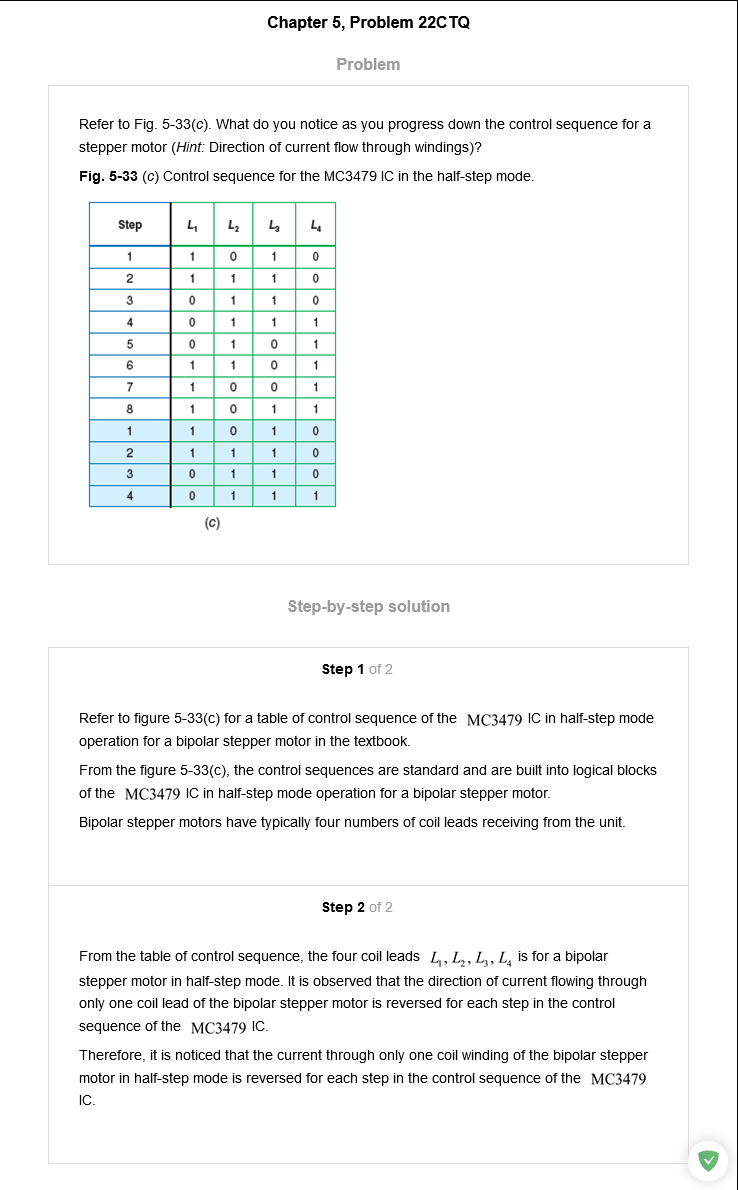 Chapter 5, Problem 22CTQ
Problem
Refer to Fig. 5-33(c). What do you notice as you progress down the control sequence for a
stepper motor (Hint: Direction of current flow through windings)?
Fig. 5-33 (c) Control sequence for the MC3479 IC in the half-step mode.
Step L₁ L₂ L₃ L₄
1 1 0 1 0
2 1 1 1 0
3 0 1 1 0
4 0 1 1 1
5 0 1 0 1
6 1 1 0 1
7 1 0 0 1
8 1 0 1 1
1 1 0 1 0
2 1 1 1 0
3 0 1 1 0
4 0 1 1 1
(c)
Step-by-step solution
Step 1 of 2
Refer to figure 5-33(c) for a table of control sequence of the MC3479 IC in half-step mode
operation for a bipolar stepper motor in the textbook.
From the figure 5-33(c), the control sequences are standard and are built into logical blocks
of the MC3479 IC in half-step mode operation for a bipolar stepper motor.
Bipolar stepper motors have typically four numbers of coil leads receiving from the unit.
Step 2 of 2
From the table of control sequence, the four coil leads L₁, L₂, L₃, L₄ is for a bipolar
stepper motor in half-step mode. It is observed that the direction of current flowing through
only one coil lead of the bipolar stepper motor is reversed for each step in the control
sequence of the MC3479 IC.
Therefore, it is noticed that the current through only one coil winding of the bipolar stepper
motor in half-step mode is reversed for each step in the control sequence of the MC3479
IC.